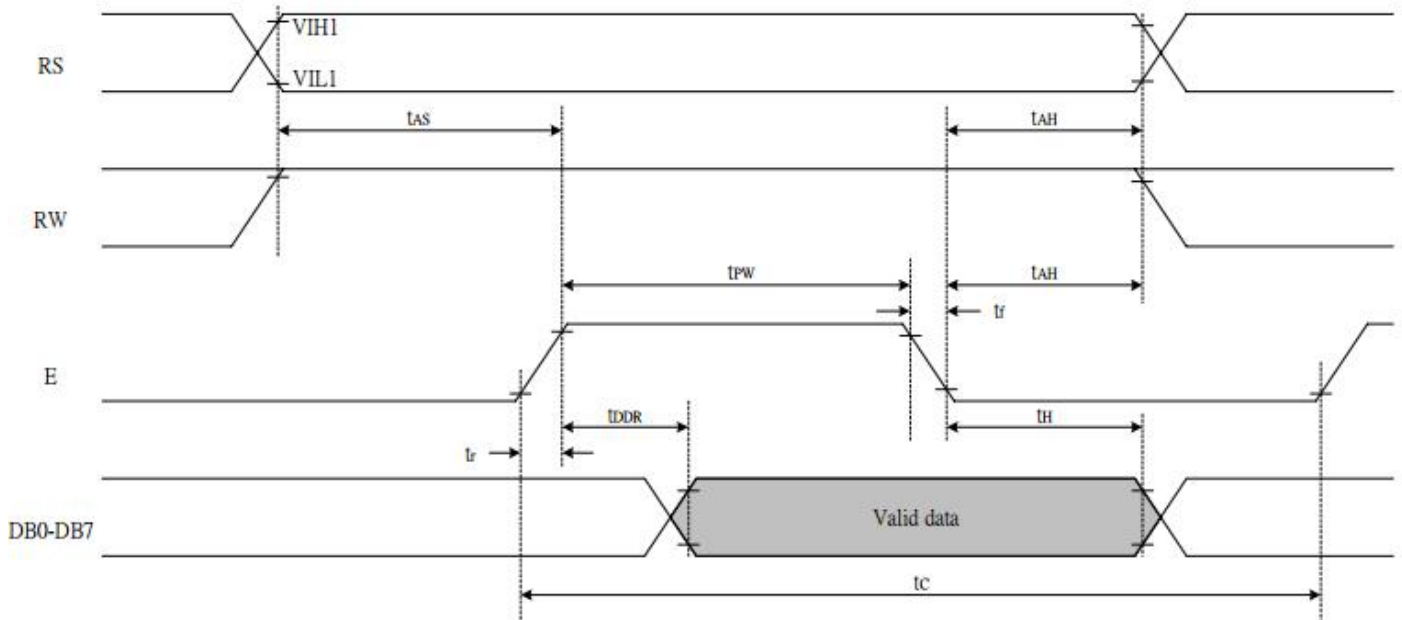 VIH1
RS
VIL1
tAS
tAH
RW
tPW
tAH
tf
E
tDDR
tH
tr
Valid data
DB0-DB7
tC